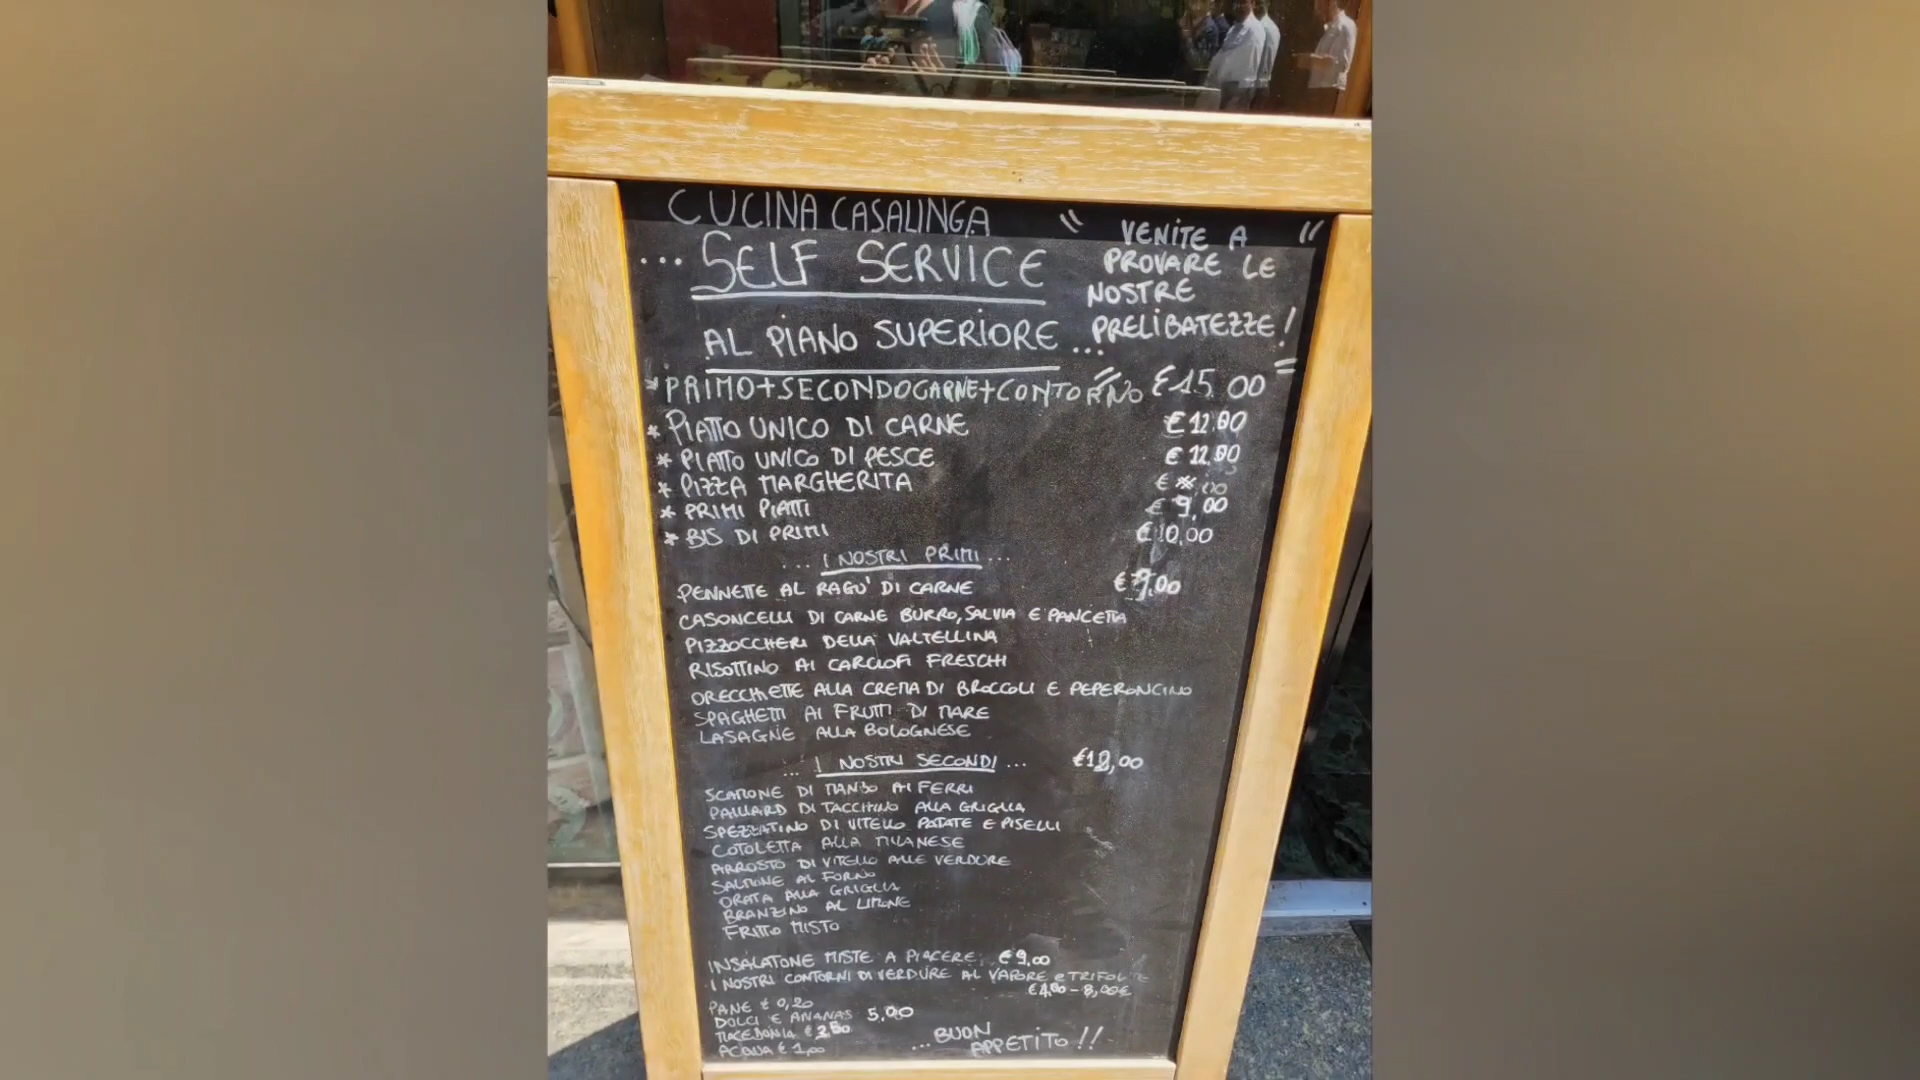 CUCINA CASALINGA
... SELF SERVICE
AL PIANO SUPERIORE ...
" VENITE A "
PROVARE LE
NOSTRE
PRELIBATEZZE!
* PRIMO+SECONDO CARNE+CONTORNO €15.00
* PIATTO UNICO DI CARNE €12.00
* PIATTO UNICO DI PESCE € 12.00
* PIZZA MARGHERITA €
* PRIMI PIATTI € 9,00
* BIS DI PRIMI €10,00
... I NOSTRI PRIMI ...
PENNETTE AL RAGU' DI CARNE €9,00
CASONCELLI DI CARNE BURRO, SALVIA E PANCETTA
PIZZOCCHERI DELLA VALTELLINA
RISOTTINO AI CARCIOFI FRESCHI
ORECCHIETTE ALLA CREMA DI BROCCOLI E PEPERONCINO
SPAGHETTI AI FRUTTI DI MARE
LASAGNE ALLA BOLOGNESE
... I NOSTRI SECONDI ... €12,00
SCAMONE DI MANZO AI FERRI
PAILLARD DI TACCHINO ALLA GRIGLIA
SPEZZATINO DI VITELLO PATATE E PISELLI
COTOLETTA ALLA MILANESE
ARROSTO DI VITELLO ALLE VERDURE
SALMONE AL FORNO
ORATA ALLA GRIGLIA
BRANZINO AL LIMONE
FRITTO MISTO
INSALATONE MISTE A PIACERE €9,00
I NOSTRI CONTORNI DI VERDURE AL VAPORE e TRIFOLATE
- 8,00€
PANE € 0,20
DOLCI E ANANAS 5,00
MACEDONIA €
ACQUA € 1,00
... BUON
APPETITO!!